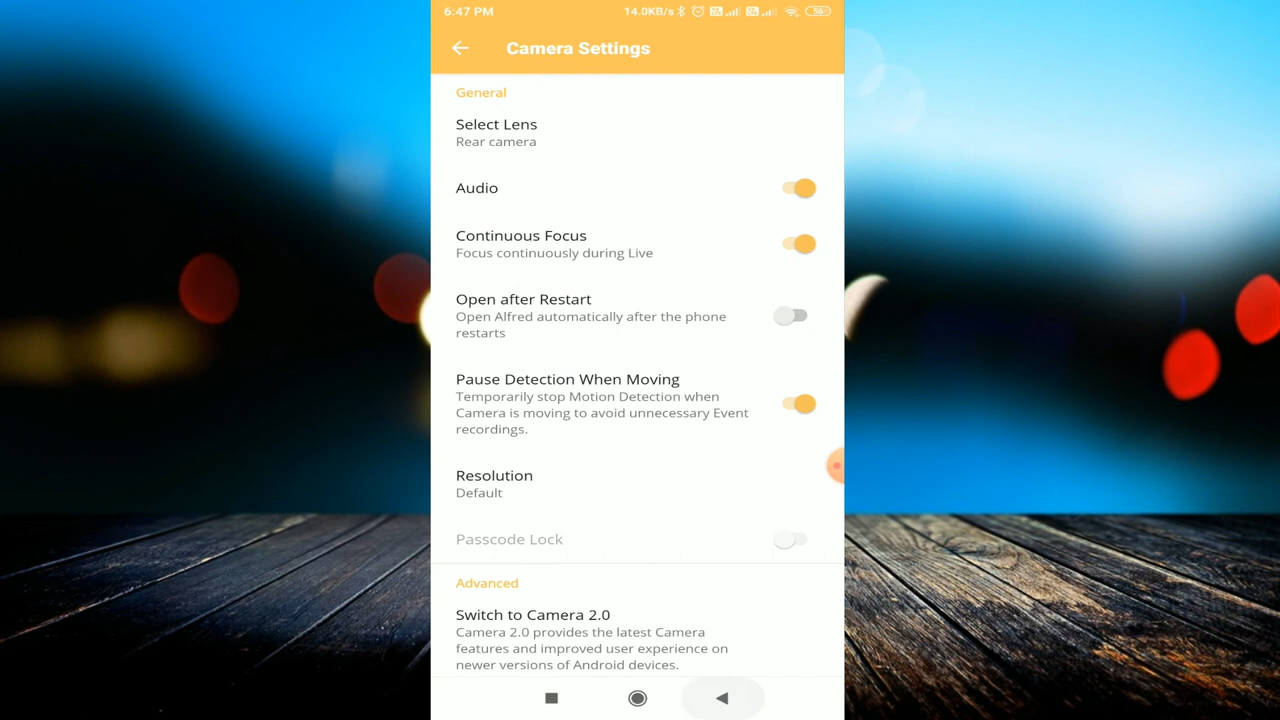 6:47 PM
14.0KB/s
56
Camera Settings
General
Select Lens
Rear camera
Audio
Continuous Focus
Focus continuously during Live
Open after Restart
Open Alfred automatically after the phone
restarts
Pause Detection When Moving
Temporarily stop Motion Detection when
Camera is moving to avoid unnecessary Event
recordings.
Resolution
Default
Passcode Lock
Advanced
Switch to Camera 2.0
Camera 2.0 provides the latest Camera
features and improved user experience on
newer versions of Android devices.